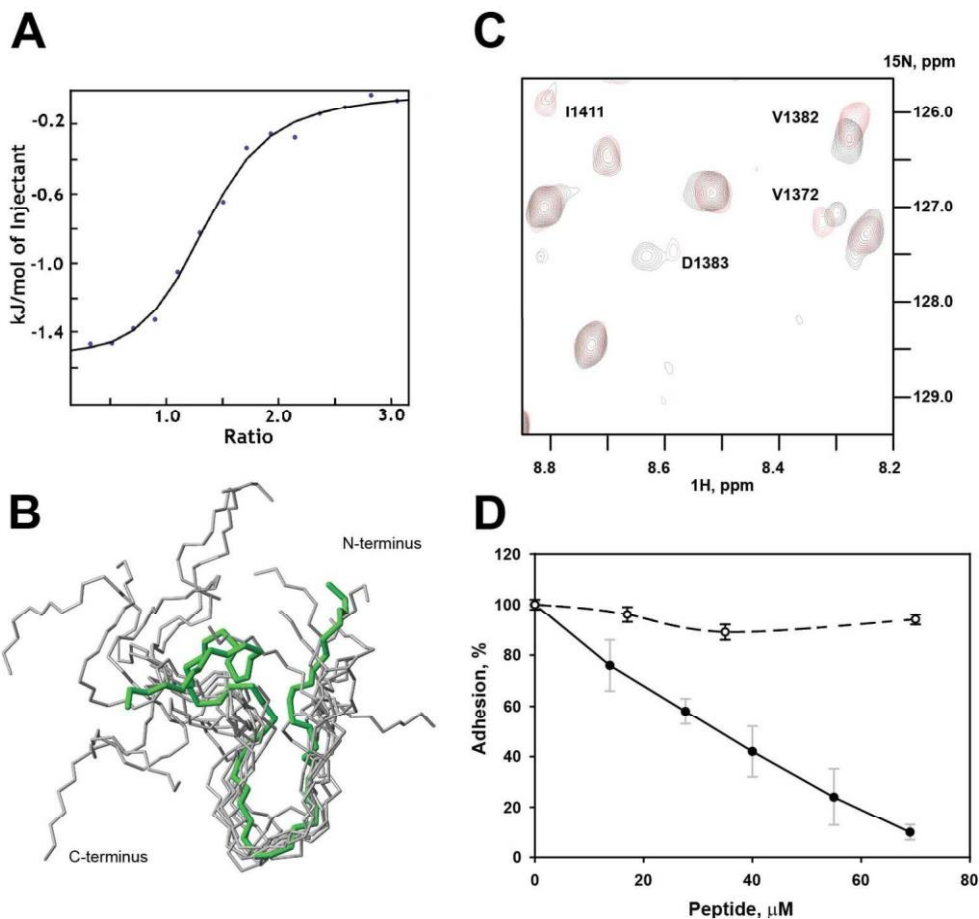 A
kJ/mol of Injectant
-0.2
-0.6
-1.0
-1.4
1.0 2.0 3.0
Ratio
B
N-terminus
C-terminus
C
15N, ppm
I1411
V1382
V1372
D1383
126.0
127.0
128.0
129.0
8.8 8.6 8.4 8.2
1H, ppm
D
Adhesion, %
120
100
80
60
40
20
0
0 20 40 60 80
Peptide, μM